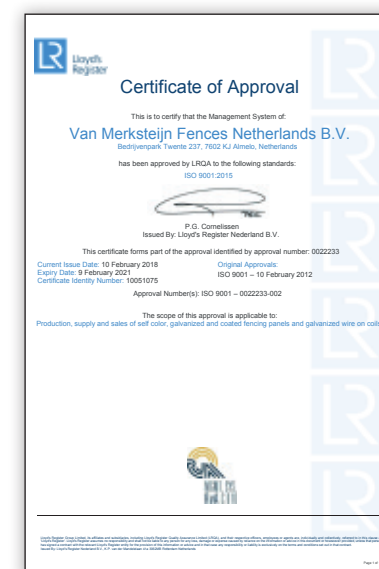 LR
Lloyd's
Register
Certificate of Approval
This is to certify that the Management System of:
Van Merksteijn Fences Netherlands B.V.
Bedrijvenpark Twente 237, 7602 KJ Almelo, Netherlands
has been approved by LRQA to the following standards:
ISO 9001:2015
P.G. Cornelissen
Issued By: Lloyd's Register Nederland B.V.
This certificate forms part of the approval identified by approval number: 0022233
Current Issue Date: 10 February 2018
Expiry Date: 9 February 2021
Certificate Identity Number: 10051075
Original Approvals:
ISO 9001 – 10 February 2012
Approval Number(s): ISO 9001 – 0022233-002
The scope of this approval is applicable to:
Production, supply and sales of self color, galvanized and coated fencing panels and galvanized wire on coils
Page 1 of